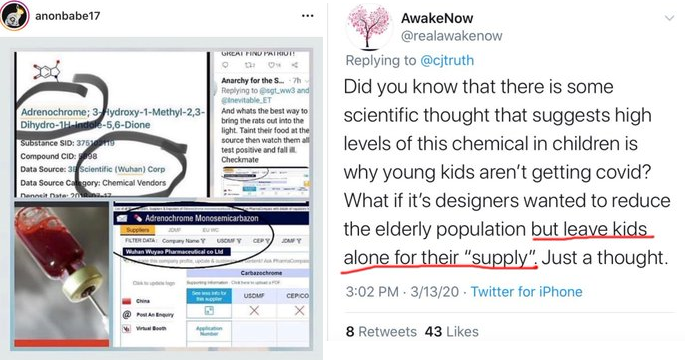 anonbabe17
GREAT FIND PATRIOT!
Anarchy for the S... · 7h
Replying to @sgt_ww3 and
@Inevitable_ET
And whats the best way to
bring the rats out into the
light. Taint their food at the
source then watch them all
test positive and fall ill.
Checkmate
Adrenochrome; 3-Hydroxy-1-Methyl-2,3-
Dihydro-1H-Indole-5,6-Dione
Substance SID:
Compound CID:
Data Source: 3B Scientific (Wuhan) Corp
Data Source Category: Chemical Vendors
Deposit Date:
Adrenochrome Monosemicarbazon
Suppliers JDMF EU WC
FILTER DATA: Company Name USDMF CEP JDMF
Wuhan Wuyao Pharmaceutical co Ltd
Carbazochrome
Click to update logo
See less info for
this supplier
USDMF
CEP/CO
China
Post An Enquiry
Virtual Booth
Application
Number
AwakeNow
@realawakenow
Replying to @cjtruth
Did you know that there is some
scientific thought that suggests high
levels of this chemical in children is
why young kids aren't getting covid?
What if it's designers wanted to reduce
the elderly population but leave kids
alone for their "supply". Just a thought.
3:02 PM · 3/13/20 · Twitter for iPhone
8 Retweets 43 Likes